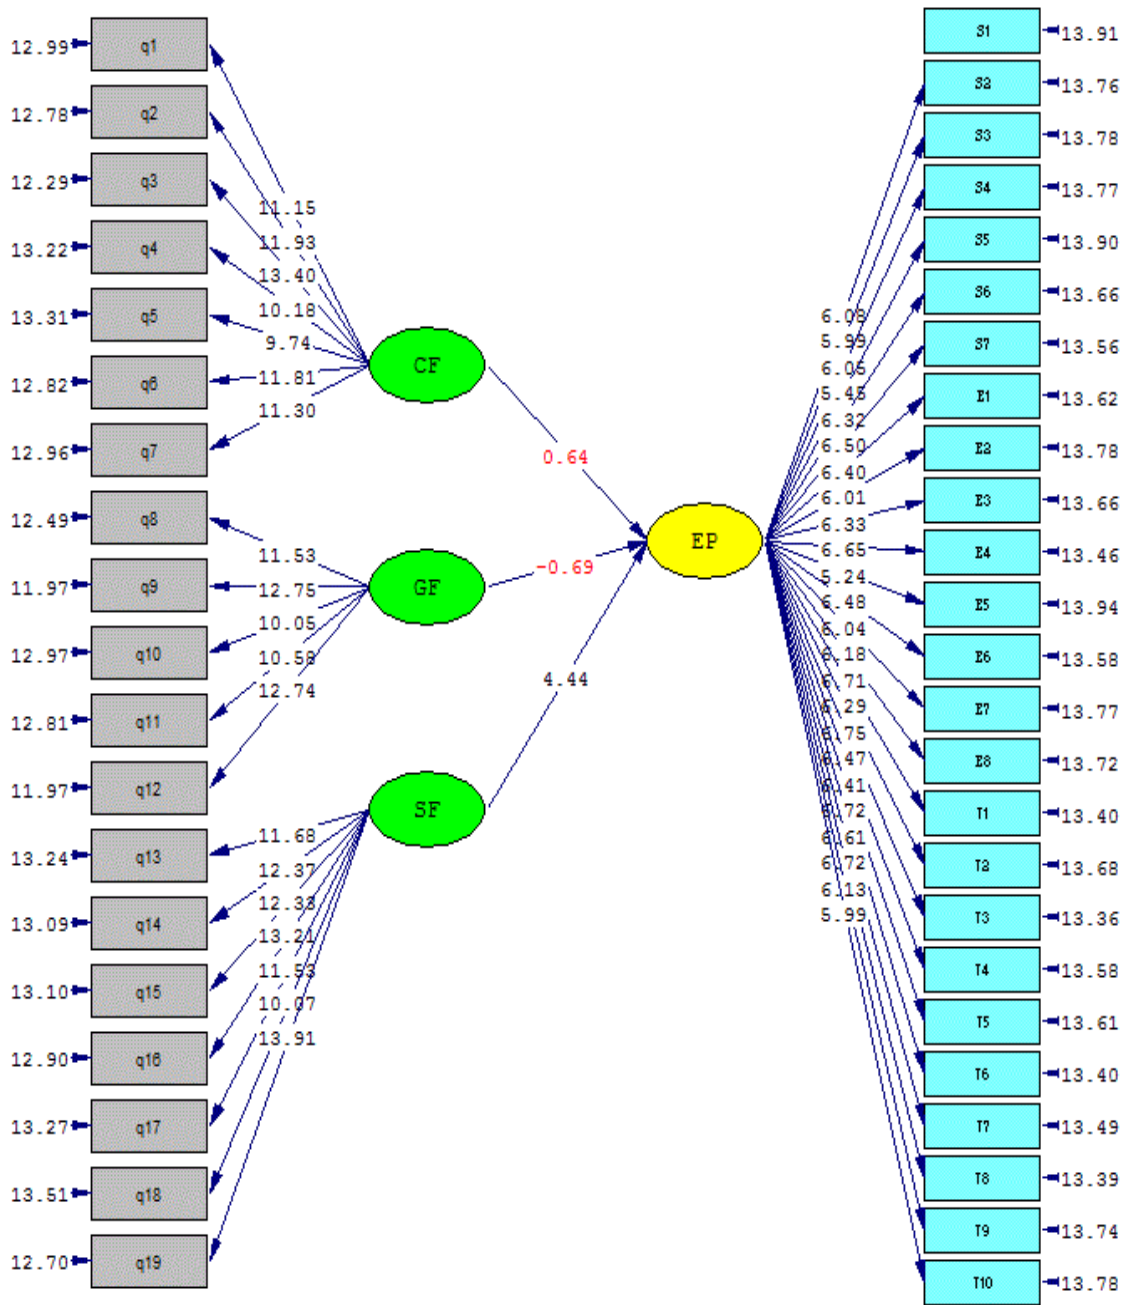 12.99 q1
12.78 q2
12.29 q3
13.22 q4
13.31 q5
12.82 q6
12.96 q7
12.49 q8
11.97 q9
12.97 q10
12.81 q11
11.97 q12
13.24 q13
13.09 q14
13.10 q15
12.90 q16
13.27 q17
13.51 q18
12.70 q19
11.15
11.93
13.40
10.18
9.74
11.81
11.30
11.53
12.75
10.05
10.58
12.74
11.68
12.37
12.33
13.21
11.53
10.07
13.91
CF
GF
SF
0.64
-0.69
4.44
EP
6.08
5.99
6.05
5.45
6.32
6.50
6.40
6.01
6.33
6.65
5.24
6.48
6.04
6.18
6.71
6.29
6.75
6.47
6.41
6.72
6.61
6.72
6.13
5.99
S1 13.91
S2 13.76
S3 13.78
S4 13.77
S5 13.90
S6 13.66
S7 13.56
E1 13.62
E2 13.78
E3 13.66
E4 13.46
E5 13.94
E6 13.58
E7 13.77
E8 13.72
T1 13.40
T2 13.68
T3 13.36
T4 13.58
T5 13.61
T6 13.40
T7 13.49
T8 13.39
T9 13.74
T10 13.78